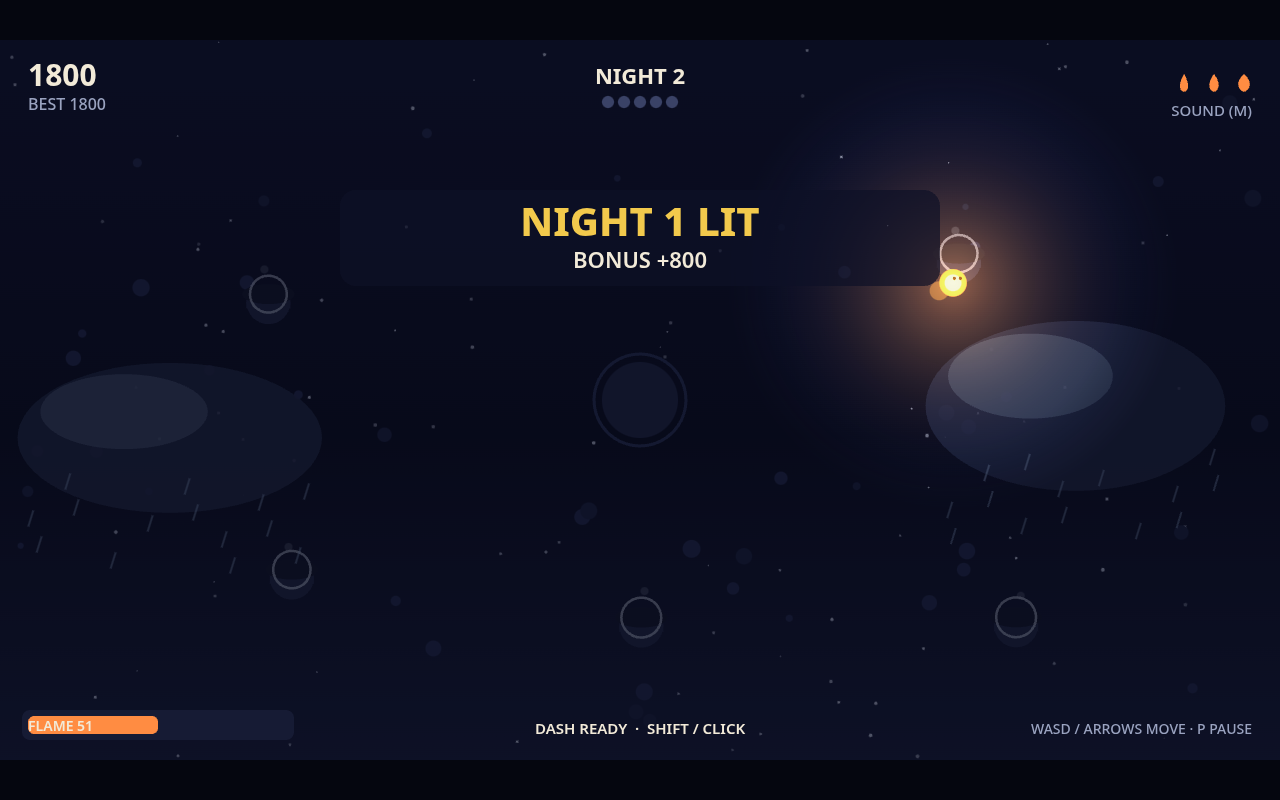 1800
BEST 1800
NIGHT 2
SOUND (M)
NIGHT 1 LIT
BONUS +800
FLAME 51
DASH READY · SHIFT / CLICK
WASD / ARROWS MOVE · P PAUSE